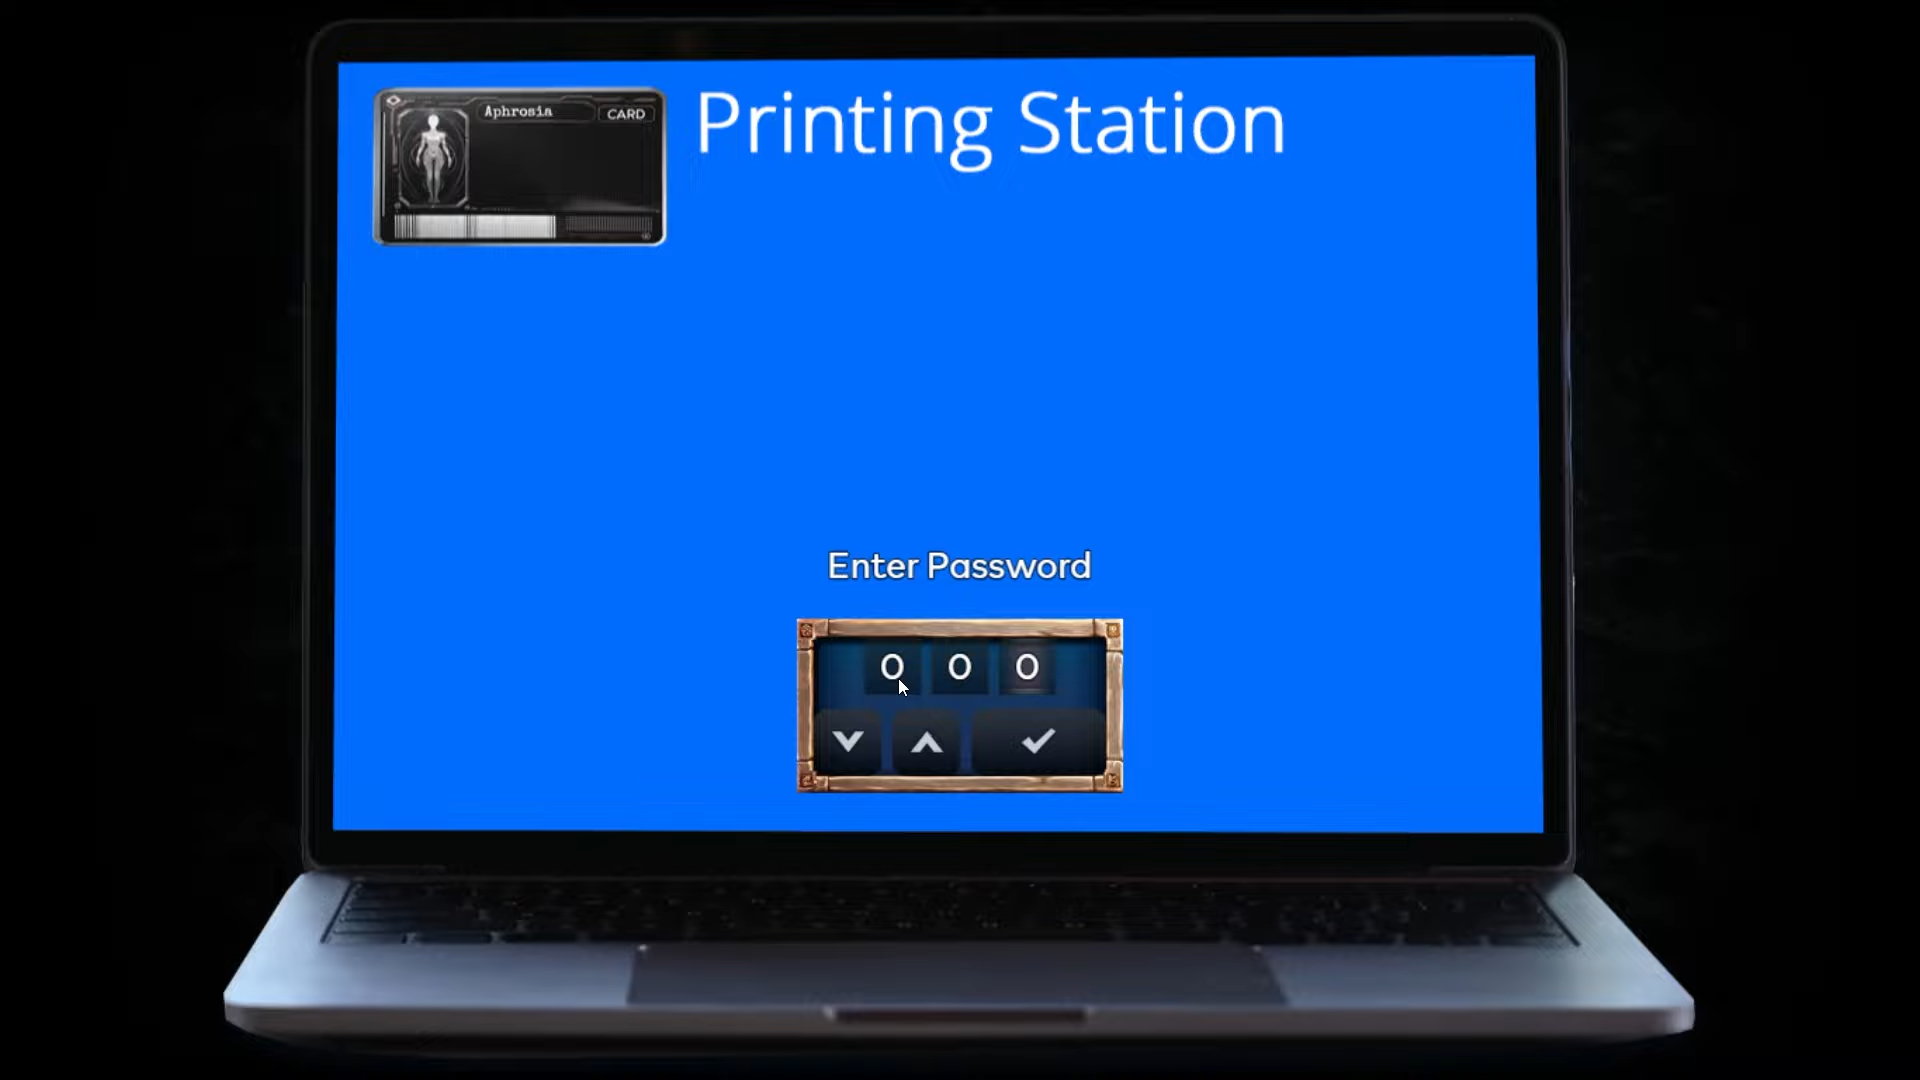 Aphrosia
CARD
Printing Station
Enter Password
0 0 0